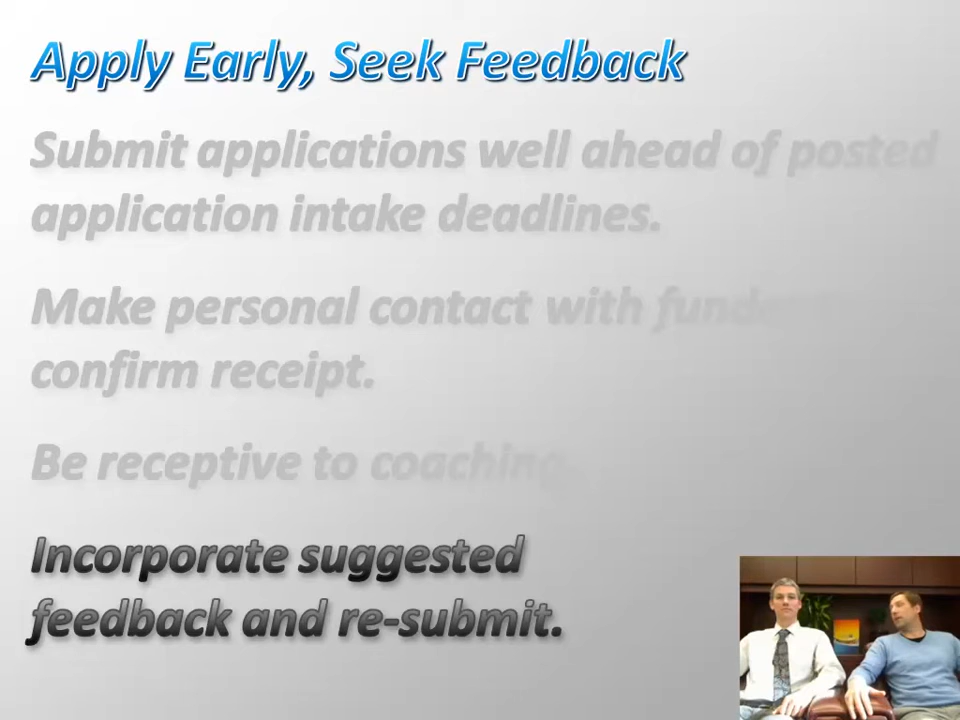 Apply Early, Seek Feedback
Submit applications well ahead of posted
application intake deadlines.
Make personal contact with
confirm receipt.
Be receptive to coaching.
Incorporate suggested
feedback and re-submit.